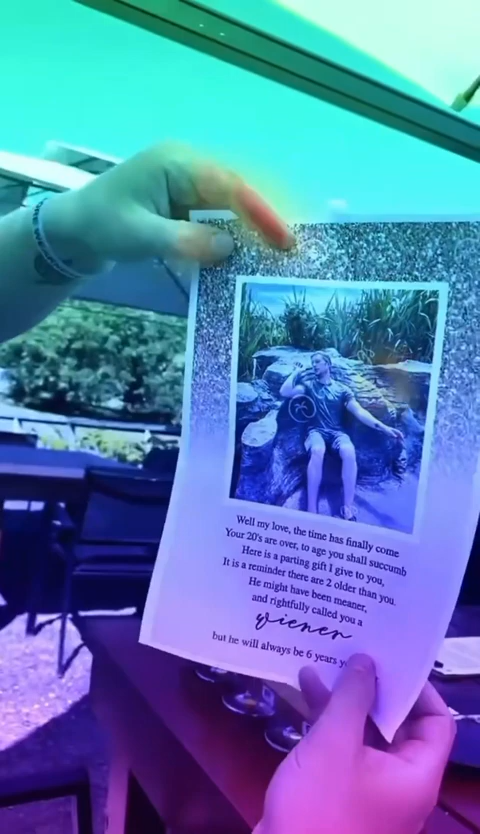 Well my love, the time has finally come
Your 20's are over, to age you shall succumb
Here is a parting gift I give to you,
It is a reminder there are 2 older than you.
He might have been meaner,
and rightfully called you a
Wiener
but he will always be 6 years